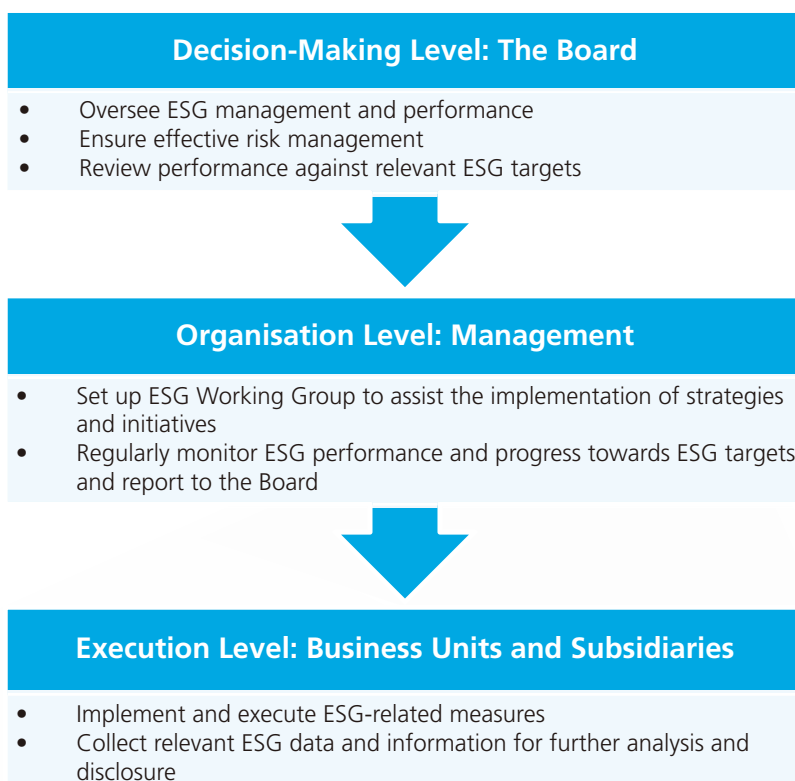 Decision-Making Level: The Board
• Oversee ESG management and performance
• Ensure effective risk management
• Review performance against relevant ESG targets
Organisation Level: Management
• Set up ESG Working Group to assist the implementation of strategies
and initiatives
• Regularly monitor ESG performance and progress towards ESG targets
and report to the Board
Execution Level: Business Units and Subsidiaries
• Implement and execute ESG-related measures
• Collect relevant ESG data and information for further analysis and
disclosure